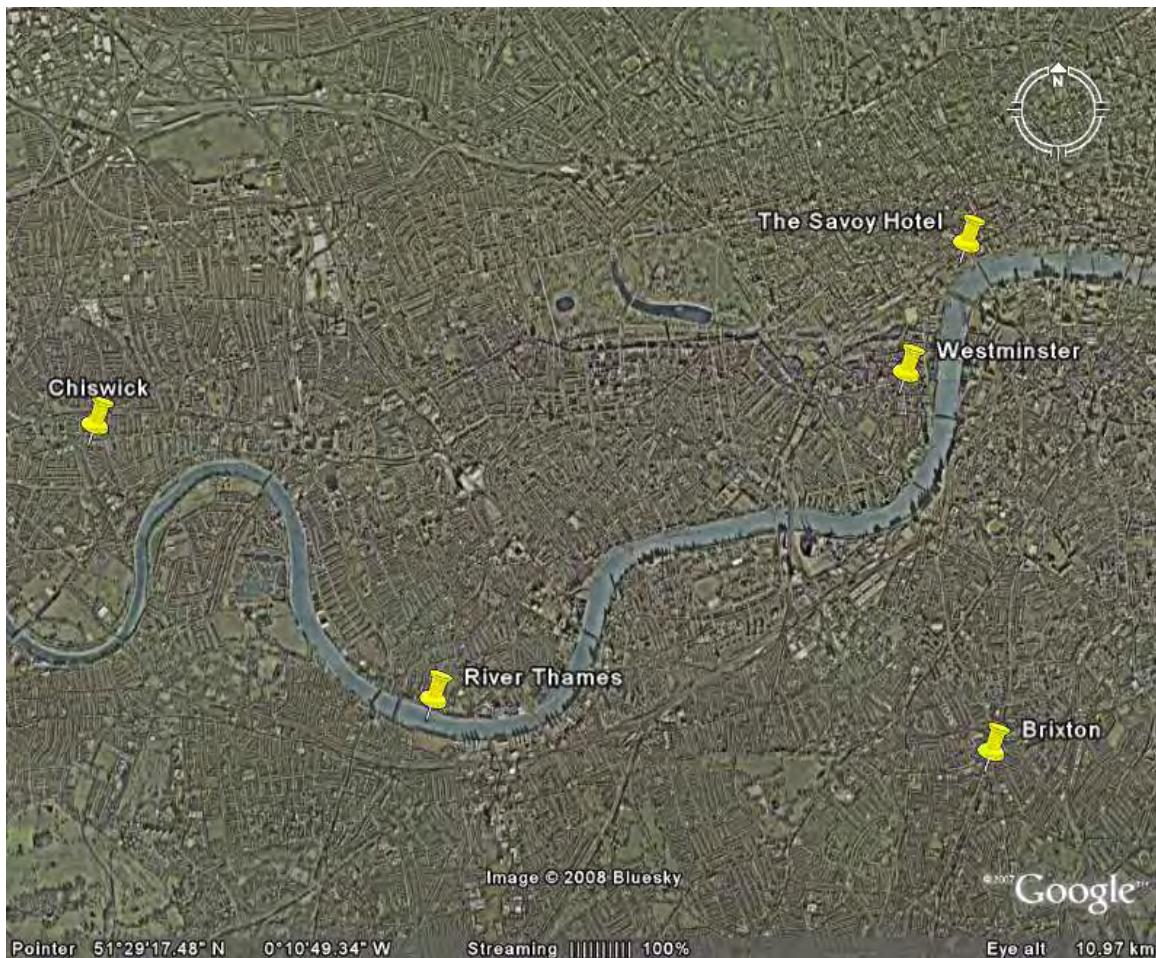 N
The Savoy Hotel
Westminster
Chiswick
River Thames
Brixton
Image © 2008 Bluesky
© 2007 Google™
Pointer 51°29'17.48" N 0°10'49.34" W Streaming |||||||||| 100% Eye alt 10.97 km